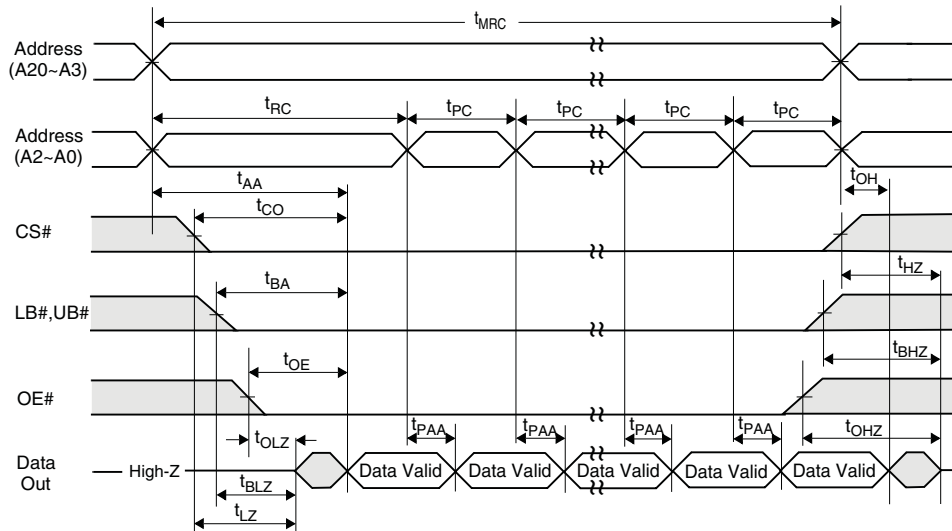 tMRC
Address
(A20~A3)
tRC
tPC
tPC
tPC
tPC
Address
(A2~A0)
tAA
tOH
tCO
CS#
tHZ
tBA
LB#,UB#
tBHZ
tOE
OE#
tOLZ
tPAA
tPAA
tPAA
tPAA
tOHZ
Data
Out
High-Z
Data Valid
Data Valid
Data Valid
Data Valid
Data Valid
tBLZ
tLZ